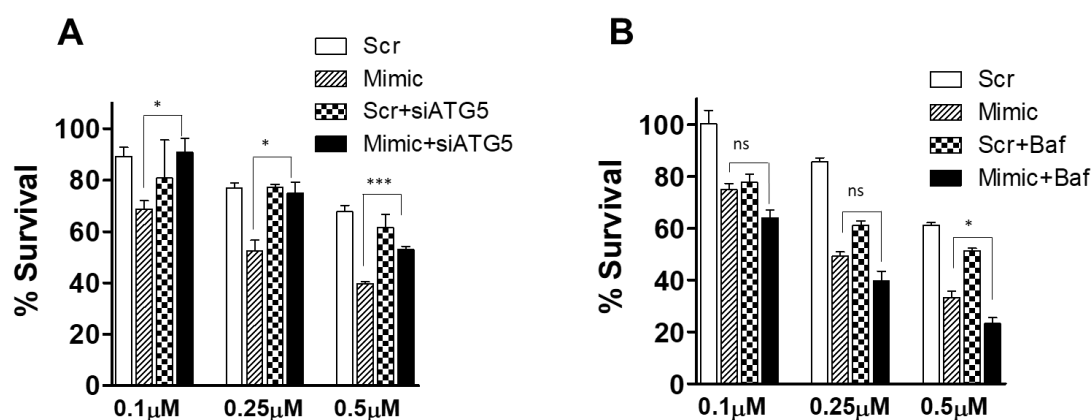 A
Scr
Mimic
Scr+siATG5
Mimic+siATG5
% Survival
100
80
60
40
20
0
*
*
***
0.1μM
0.25μM
0.5μM
B
Scr
Mimic
Scr+Baf
Mimic+Baf
% Survival
100
80
60
40
20
0
ns
ns
*
0.1μM
0.25μM
0.5μM